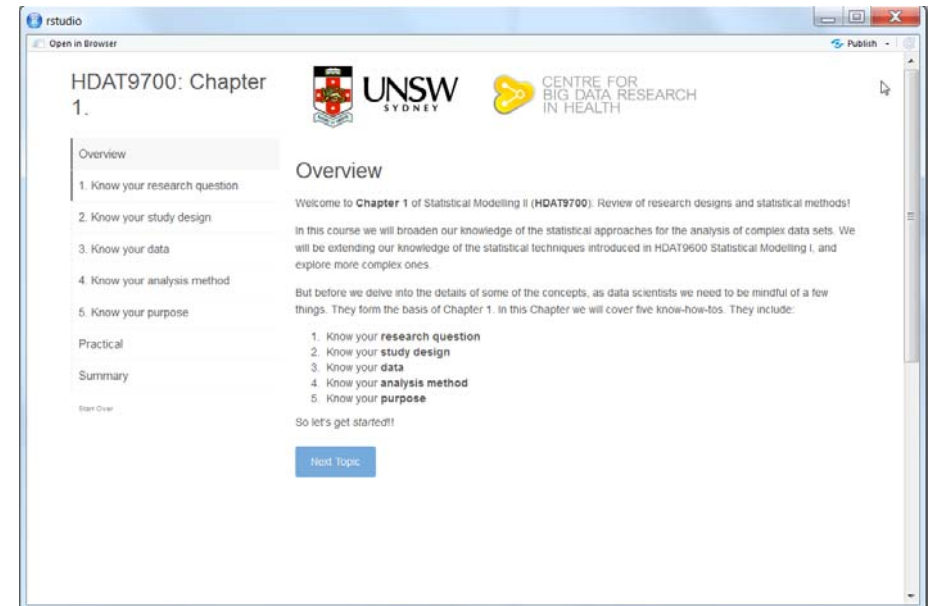 rstudio
Open in Browser
Publish
HDAT9700: Chapter
1.
UNSW
SYDNEY
CENTRE FOR
BIG DATA RESEARCH
IN HEALTH
Overview
1. Know your research question
2. Know your study design
3. Know your data
4. Know your analysis method
5. Know your purpose
Practical
Summary
Start Over
Overview
Welcome to Chapter 1 of Statistical Modelling II (HDAT9700): Review of research designs and statistical methods!
In this course we will broaden our knowledge of the statistical approaches for the analysis of complex data sets. We
will be extending our knowledge of the statistical techniques introduced in HDAT9600 Statistical Modelling I, and
explore more complex ones.
But before we delve into the details of some of the concepts, as data scientists we need to be mindful of a few
things. They form the basis of Chapter 1. In this Chapter we will cover five know-how-tos. They include:
1. Know your research question
2. Know your study design
3. Know your data
4. Know your analysis method
5. Know your purpose
So let's get started!!
Next Topic